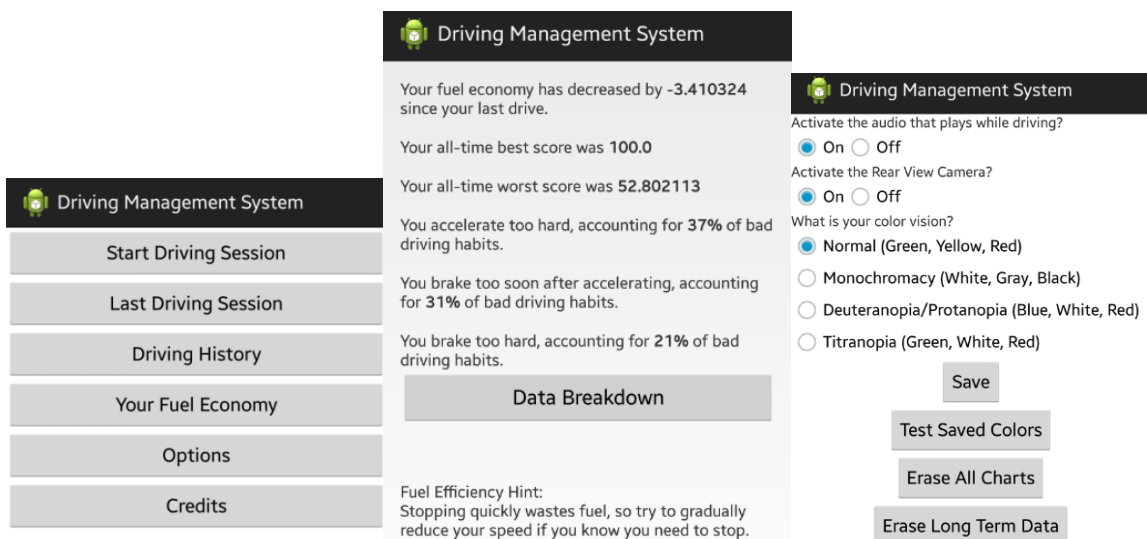 Driving Management System
Start Driving Session
Last Driving Session
Driving History
Your Fuel Economy
Options
Credits
Driving Management System
Your fuel economy has decreased by -3.410324
since your last drive.
Your all-time best score was 100.0
Your all-time worst score was 52.802113
You accelerate too hard, accounting for 37% of bad
driving habits.
You brake too soon after accelerating, accounting
for 31% of bad driving habits.
You brake too hard, accounting for 21% of bad
driving habits.
Data Breakdown
Fuel Efficiency Hint:
Stopping quickly wastes fuel, so try to gradually
reduce your speed if you know you need to stop.
Driving Management System
Activate the audio that plays while driving?
On Off
Activate the Rear View Camera?
On Off
What is your color vision?
Normal (Green, Yellow, Red)
Monochromacy (White, Gray, Black)
Deuteranopia/Protanopia (Blue, White, Red)
Titranopia (Green, White, Red)
Save
Test Saved Colors
Erase All Charts
Erase Long Term Data